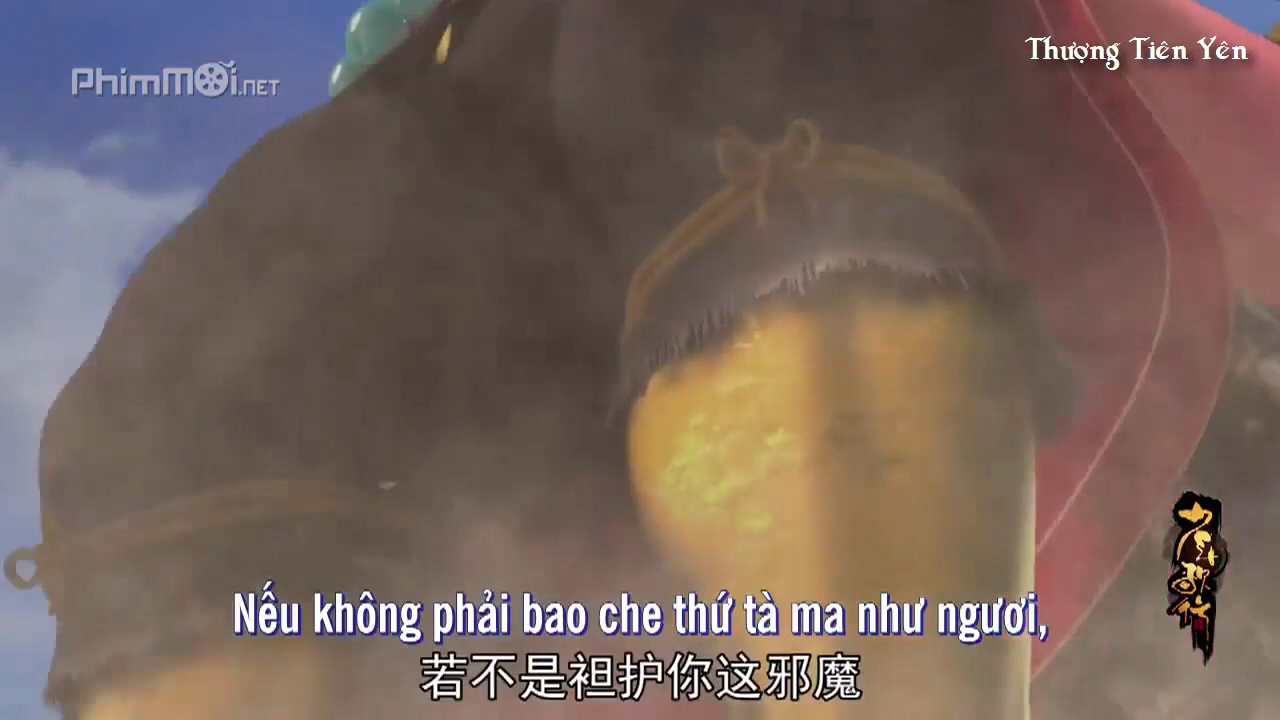 Thượng Tiên Yên
PhimMới.NET
Nếu không phải bao che thứ tà ma như ngươi,
若不是袒护你这邪魔